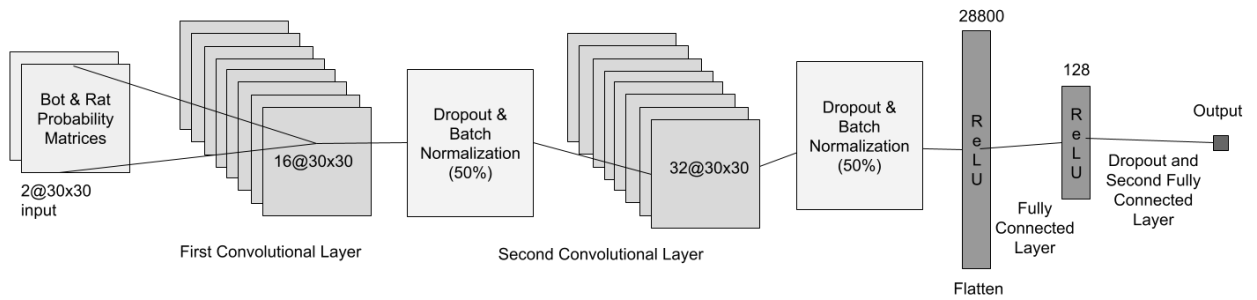 Bot & Rat
Probability
Matrices
2@30x30
input
16@30x30
First Convolutional Layer
Dropout &
Batch
Normalization
(50%)
32@30x30
Second Convolutional Layer
Dropout &
Batch
Normalization
(50%)
28800
ReLU
Flatten
Fully
Connected
Layer
128
ReLU
Dropout and
Second Fully
Connected
Layer
Output